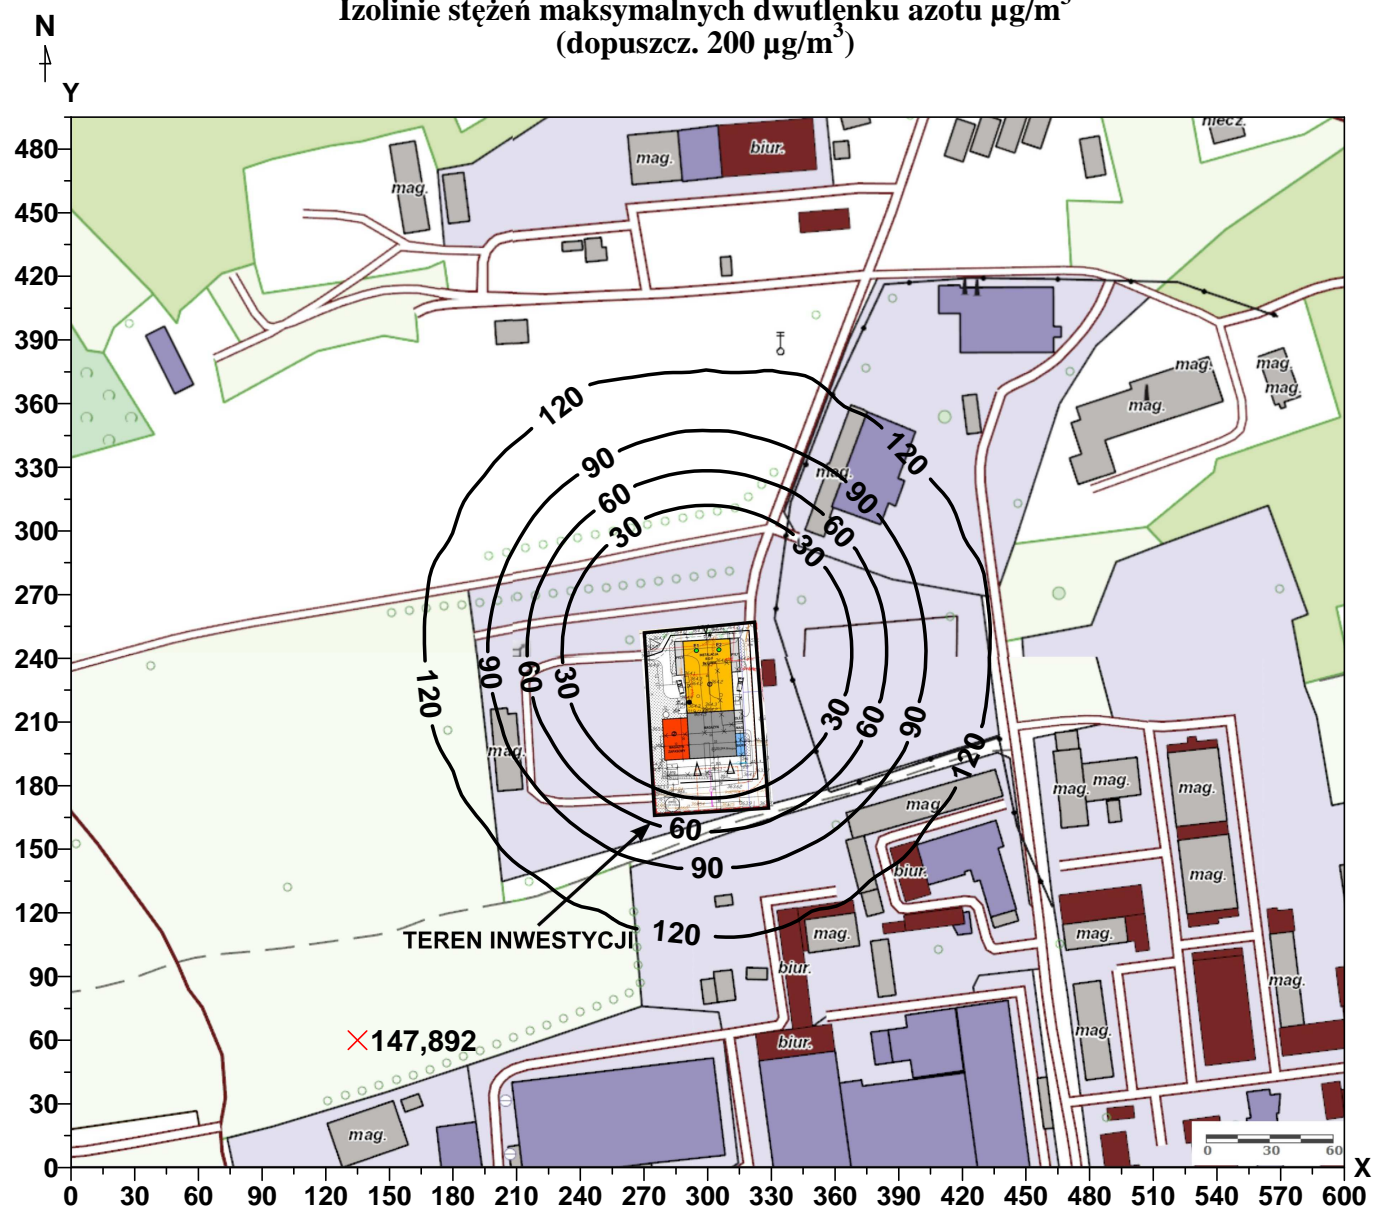 Izolinie stężeń maksymalnych dwutlenku azotu µg/m³
(dopuszcz. 200 µg/m³)
N
Y
480
450
420
390
360
330
300
270
240
210
180
150
120
90
60
30
0
0 30 60 90 120 150 180 210 240 270 300 330 360 390 420 450 480 510 540 570 600
X
mag.
mag.
biur.
niecz.
mag.
mag.
mag.
mag.
mag.
120
90
60
30
120
90
60
30
120
90
60
30
30
60
90
120
60
90
120
mag.
mag.
biur.
mag.
mag.
mag.
mag.
mag.
mag.
mag.
biur.
mag.
biur.
mag.
TEREN INWESTYCJI
147,892
0 30 60